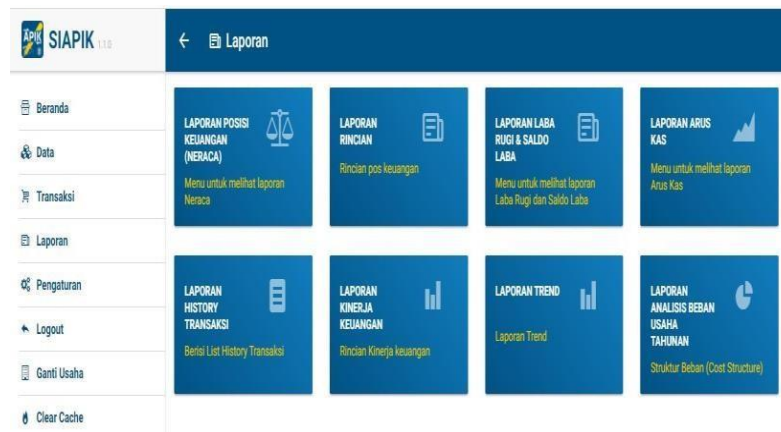 APIK
SIAPIK 1.1.0
Laporan
Beranda
Data
Transaksi
Laporan
Pengaturan
Logout
Ganti Usaha
Clear Cache
LAPORAN POSISI
KEUANGAN
(NERACA)
Menu untuk melihat laporan
Neraca
LAPORAN
RINCIAN
Rincian pos keuangan
LAPORAN LABA
RUGI & SALDO
LABA
Menu untuk melihat laporan
Laba Rugi dan Saldo Laba
LAPORAN ARUS
KAS
Menu untuk melihat laporan
Arus Kas
LAPORAN
HISTORY
TRANSAKSI
Berisi List History Transaksi
LAPORAN
KINERJA
KEUANGAN
Rincian Kinerja keuangan
LAPORAN TREND
Laporan Trend
LAPORAN
ANALISIS BEBAN
USAHA
TAHUNAN
Struktur Beban (Cost Structure)